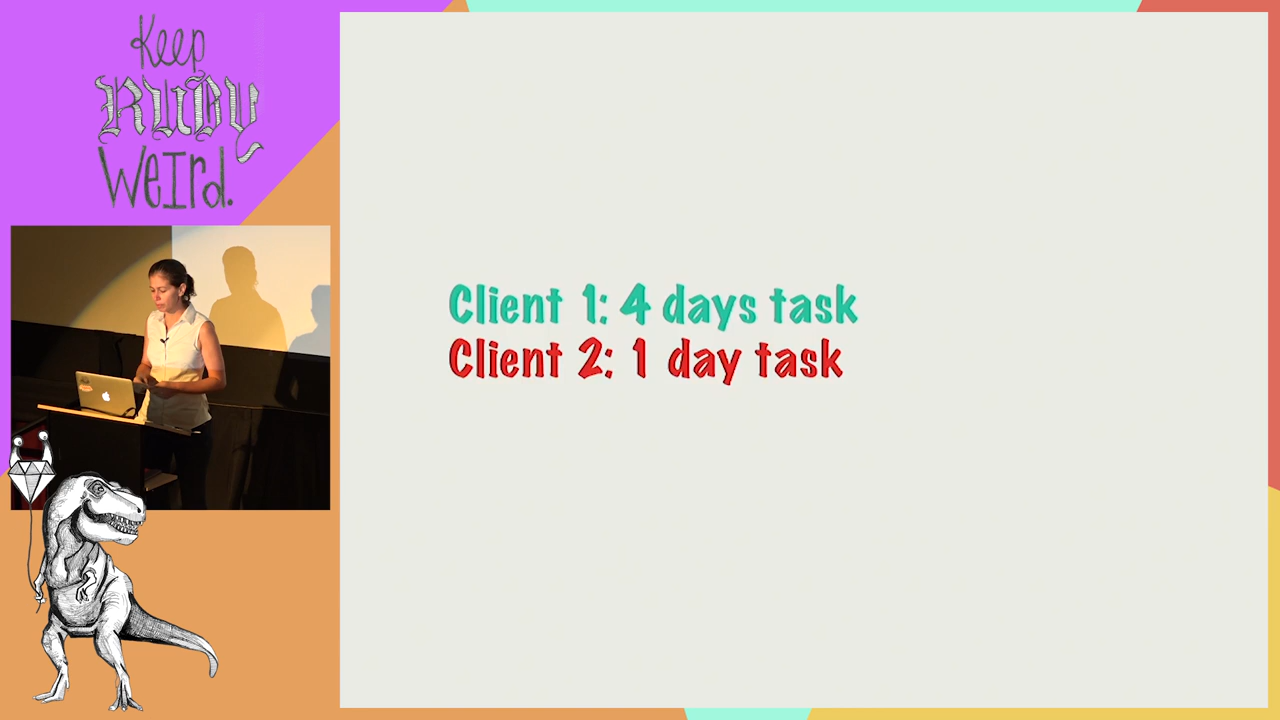 Keep
RUBY
WeIrd.
Client 1: 4 days task
Client 2: 1 day task